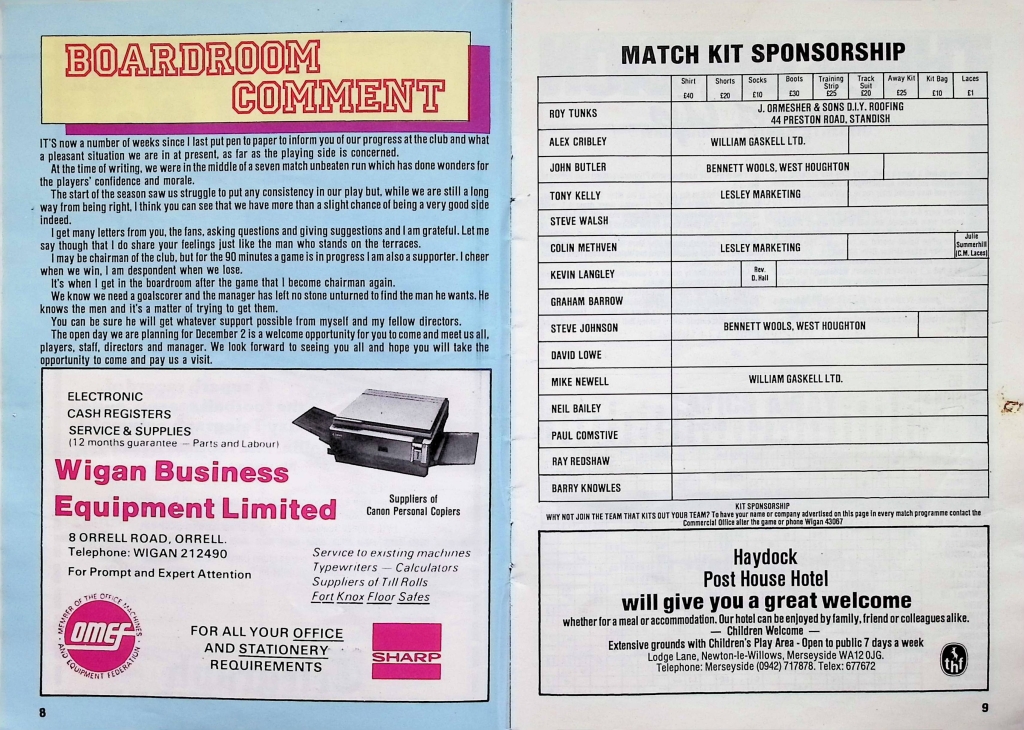 BOARDROOM
COMMENT
IT'S now a number of weeks since I last put pen to paper to inform you of our progress at the club and what
a pleasant situation we are in at present, as far as the playing side is concerned.
At the time of writing, we were in the middle of a seven match unbeaten run which has done wonders for
the players' confidence and morale.
The start of the season saw us struggle to put any consistency in our play but, while we are still a long
way from being right, I think you can see that we have more than a slight chance of being a very good side
indeed.
I get many letters from you, the fans, asking questions and giving suggestions and I am grateful. Let me
say though that I do share your feelings just like the man who stands on the terraces.
I may be chairman of the club, but for the 90 minutes a game is in progress I am also a supporter. I cheer
when we win, I am despondent when we lose.
It's when I get in the boardroom after the game that I become chairman again.
We know we need a goalscorer and the manager has left no stone unturned to find the man he wants. He
knows the men and it's a matter of trying to get them.
You can be sure he will get whatever support possible from myself and my fellow directors.
The open day we are planning for December 2 is a welcome opportunity for you to come and meet us all,
players, staff, directors and manager. We look forward to seeing you all and hope you will take the
opportunity to come and pay us a visit.
ELECTRONIC
CASH REGISTERS
SERVICE & SUPPLIES
(12 months guarantee – Parts and Labour)
Wigan Business
Equipment Limited
Suppliers of
Canon Personal Copiers
8 ORRELL ROAD, ORRELL.
Telephone: WIGAN 212490
For Prompt and Expert Attention
Service to existing machines
Typewriters – Calculators
Suppliers of Till Rolls
Fort Knox Floor Safes
MEMBER OF THE OFFICE MACHINES
omef
AND EQUIPMENT FEDERATION
FOR ALL YOUR OFFICE
AND STATIONERY
REQUIREMENTS
SHARP
8
MATCH KIT SPONSORSHIP
Shirt £40 Shorts £20 Socks £10 Boots £30 Training Strip £25 Track Suit £20 Away Kit £25 Kit Bag £10 Laces £1
ROY TUNKS J. ORMESHER & SONS D.I.Y. ROOFING
44 PRESTON ROAD, STANDISH
ALEX CRIBLEY WILLIAM GASKELL LTD.
JOHN BUTLER BENNETT WOOLS, WEST HOUGHTON
TONY KELLY LESLEY MARKETING
STEVE WALSH
COLIN METHVEN LESLEY MARKETING Julie Summerhill (C.M. Laces)
KEVIN LANGLEY Rev. D. Hall
GRAHAM BARROW
STEVE JOHNSON BENNETT WOOLS, WEST HOUGHTON
DAVID LOWE
MIKE NEWELL WILLIAM GASKELL LTD.
NEIL BAILEY
PAUL COMSTIVE
RAY REDSHAW
BARRY KNOWLES
KIT SPONSORSHIP
WHY NOT JOIN THE TEAM THAT KITS OUT YOUR TEAM? To have your name or company advertised on this page in every match programme contact the
Commercial Office after the game or phone Wigan 43067
Haydock
Post House Hotel
will give you a great welcome
whether for a meal or accommodation. Our hotel can be enjoyed by family, friend or colleagues alike.
— Children Welcome —
Extensive grounds with Children's Play Area - Open to public 7 days a week
Lodge Lane, Newton-le-Willows, Merseyside WA12 0JG.
Telephone: Merseyside (0942) 717878. Telex: 677672
thf
9